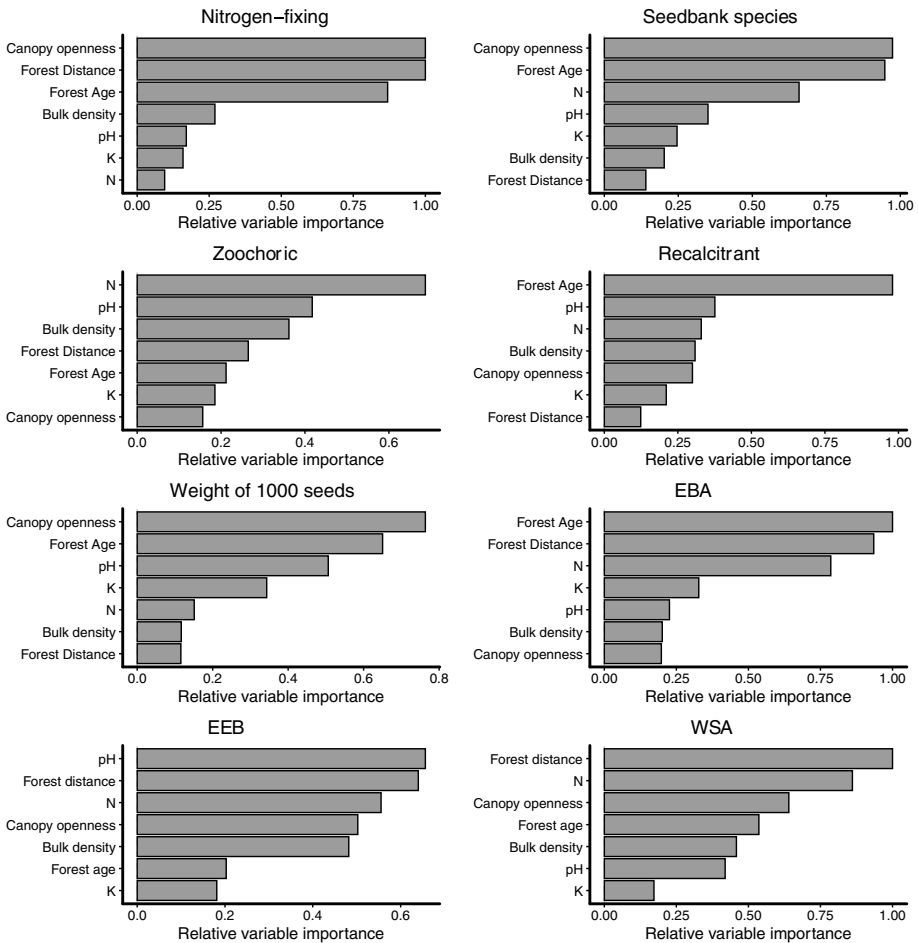 Nitrogen−fixing
Canopy openness
Forest Distance
Forest Age
Bulk density
pH
K
N
0.00 0.25 0.50 0.75 1.00
Relative variable importance
Seedbank species
Canopy openness
Forest Age
N
pH
K
Bulk density
Forest Distance
0.00 0.25 0.50 0.75 1.00
Relative variable importance
Zoochoric
N
pH
Bulk density
Forest Distance
Forest Age
K
Canopy openness
0.0 0.2 0.4 0.6
Relative variable importance
Recalcitrant
Forest Age
pH
N
Bulk density
Canopy openness
K
Forest Distance
0.00 0.25 0.50 0.75 1.00
Relative variable importance
Weight of 1000 seeds
Canopy openness
Forest Age
pH
K
N
Bulk density
Forest Distance
0.0 0.2 0.4 0.6 0.8
Relative variable importance
EBA
Forest Age
Forest Distance
N
K
pH
Bulk density
Canopy openness
0.00 0.25 0.50 0.75 1.00
Relative variable importance
EEB
pH
Forest distance
N
Canopy openness
Bulk density
Forest age
K
0.0 0.2 0.4 0.6
Relative variable importance
WSA
Forest distance
N
Canopy openness
Forest age
Bulk density
pH
K
0.00 0.25 0.50 0.75 1.00
Relative variable importance